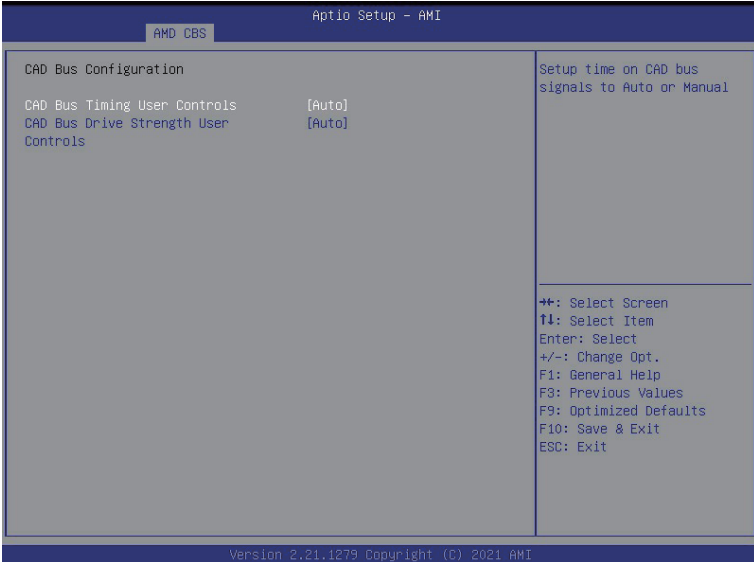 Aptio Setup – AMI
AMD CBS
CAD Bus Configuration
CAD Bus Timing User Controls [Auto]
CAD Bus Drive Strength User [Auto]
Controls
Setup time on CAD bus
signals to Auto or Manual
→←: Select Screen
↑↓: Select Item
Enter: Select
+/-: Change Opt.
F1: General Help
F3: Previous Values
F9: Optimized Defaults
F10: Save & Exit
ESC: Exit
Version 2.21.1279 Copyright (C) 2021 AMI